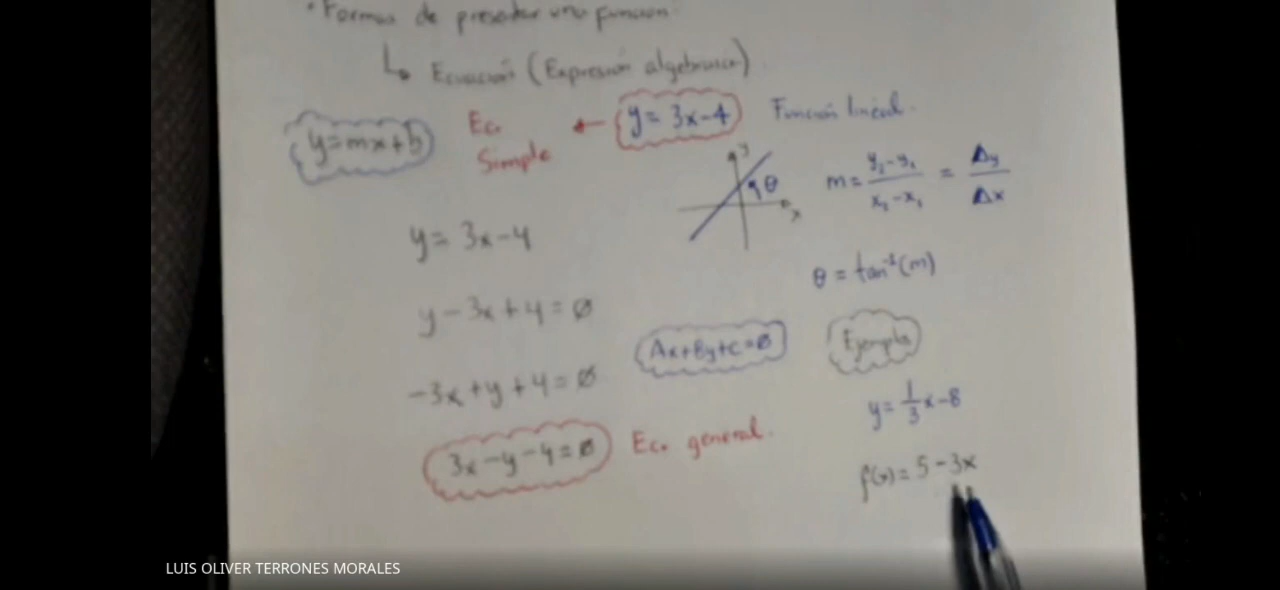 • Formas de presentar una función
↳ Ecuación (Expresión algebraica).
y=mx+b
Ec. Simple ← y = 3x-4 Función lineal.
y
θ
x
m = y₂-y₁ / x₂-x₁ = Δy / Δx
y = 3x-4
θ = tan⁻¹(m)
y-3x+4=∅
Ax+By+C=∅
Ejemplo
-3x+y+4=∅
y = 1/3 x-8
3x-y-4=∅ Ec. general.
f(x) = 5-3x
LUIS OLIVER TERRONES MORALES